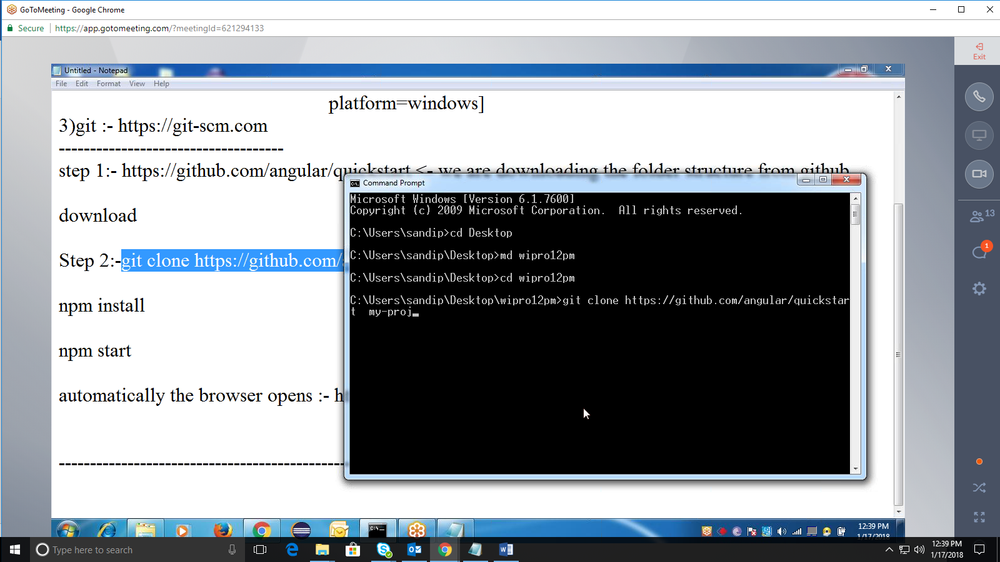 GoToMeeting - Google Chrome
Secure https://app.gotomeeting.com/?meetingId=621294133
Exit
Untitled - Notepad
File Edit Format View Help
platform=windows]
3)git :- https://git-scm.com
------------------------------------
step 1:- https://github.com/angular/quickstart <- we are downloading the folder structure from github
download
Step 2:-git clone https://github.com/
npm install
npm start
automatically the browser opens :- h
----------------------------------------------
Command Prompt
Microsoft Windows [Version 6.1.7600]
Copyright (c) 2009 Microsoft Corporation.  All rights reserved.
C:\Users\sandip>cd Desktop
C:\Users\sandip\Desktop>md wipro12pm
C:\Users\sandip\Desktop>cd wipro12pm
C:\Users\sandip\Desktop\wipro12pm>git clone https://github.com/angular/quickstar
t  my-proj_
13
1
12:39 PM
1/17/2018
Type here to search
12:39 PM
1/17/2018